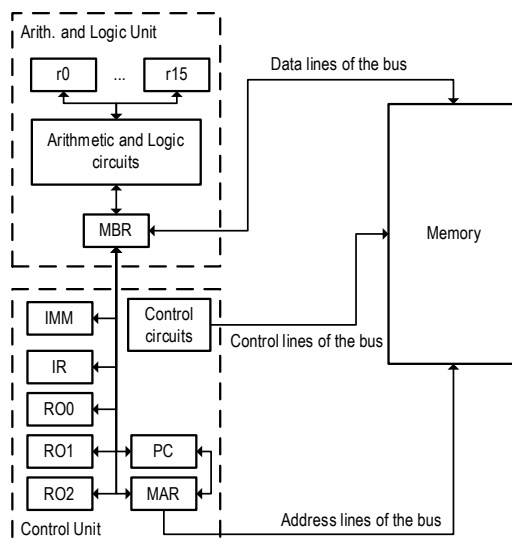 Arith. and Logic Unit
r0 ... r15
Data lines of the bus
Arithmetic and Logic
circuits
MBR
Memory
IMM
Control
circuits
Control lines of the bus
IR
RO0
RO1 PC
RO2 MAR
Address lines of the bus
Control Unit